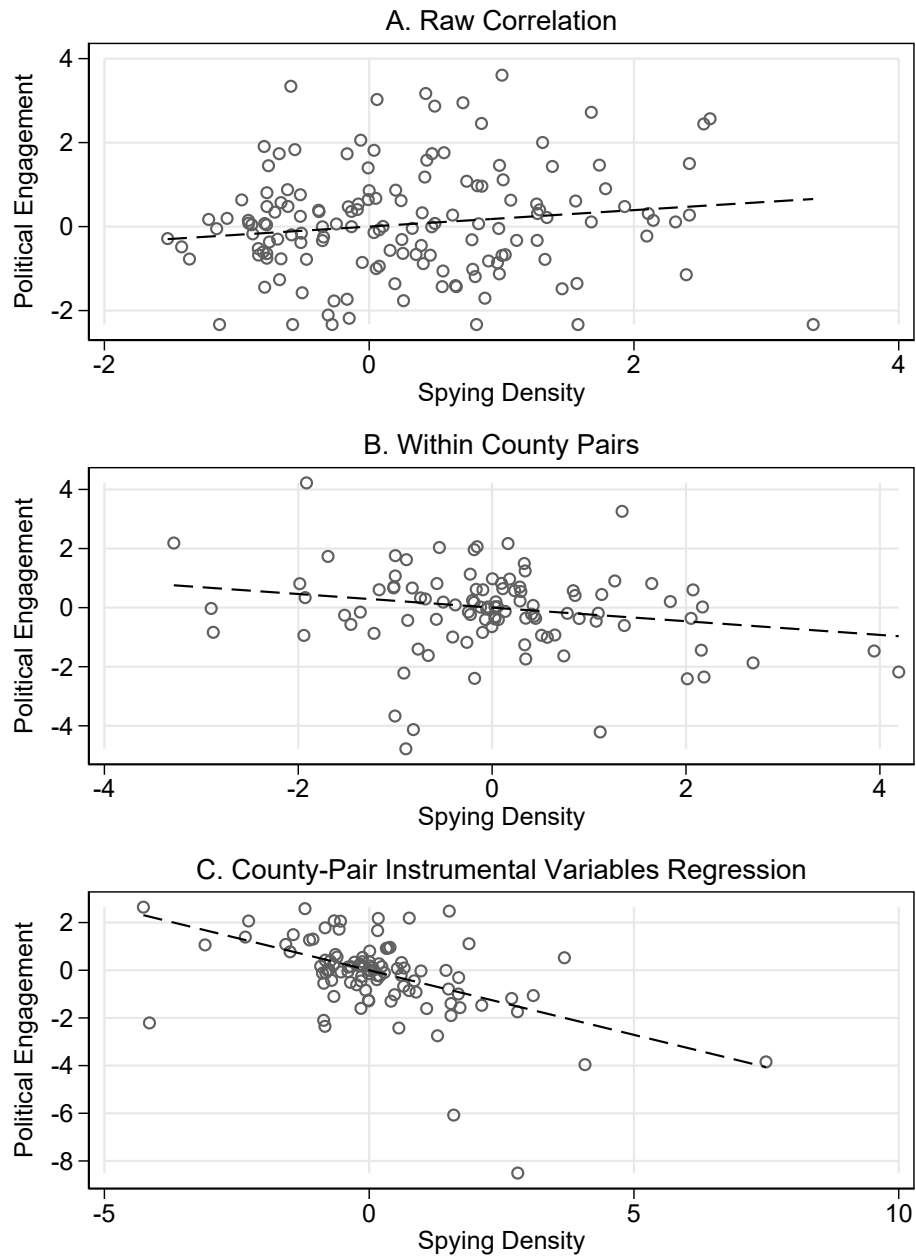 A. Raw Correlation
Political Engagement
4
2
0
-2
-2 0 2 4
Spying Density
B. Within County Pairs
Political Engagement
4
2
0
-2
-4
-4 -2 0 2 4
Spying Density
C. County-Pair Instrumental Variables Regression
Political Engagement
2
0
-2
-4
-6
-8
-5 0 5 10
Spying Density